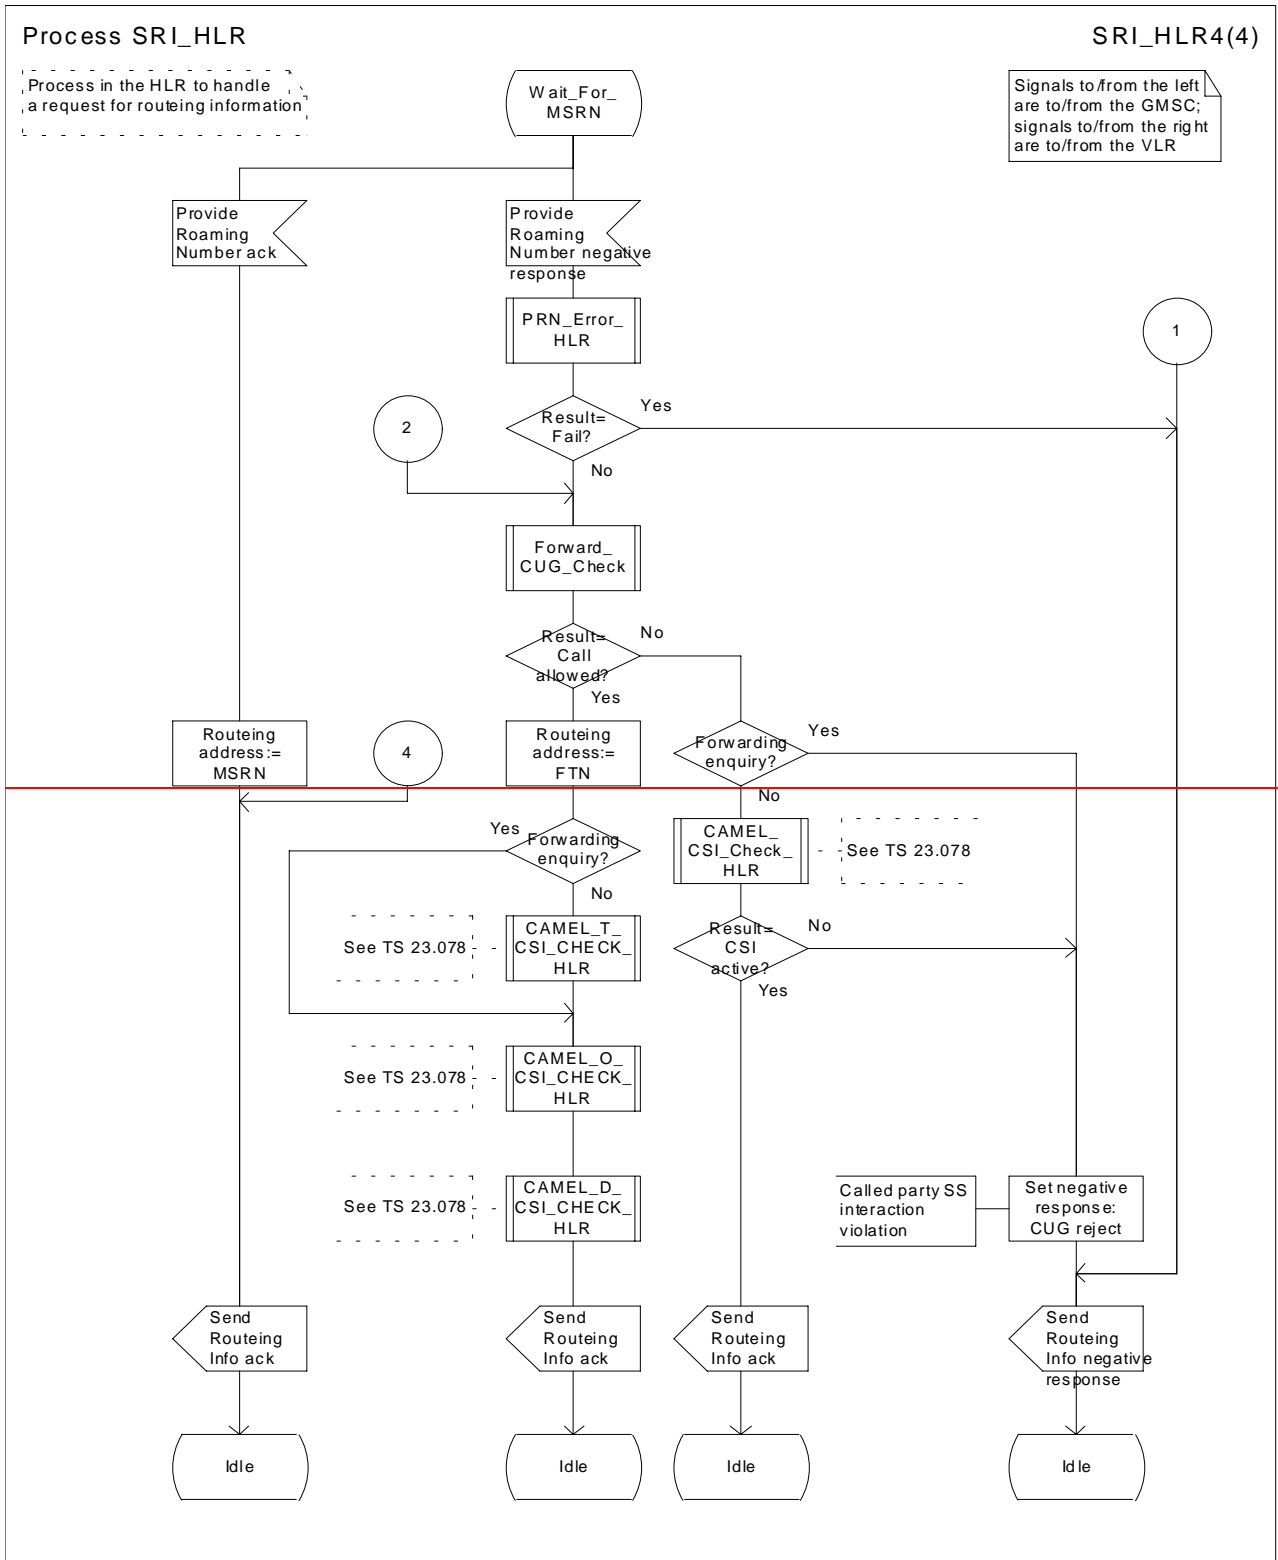 Process SRI_HLR
SRI_HLR4(4)
Process in the HLR to handle
a request for routeing information
Wait_For_
MSRN
Signals to/from the left
are to/from the GMSC;
signals to/from the right
are to/from the VLR
Provide
Roaming
Number ack
Provide
Roaming
Number negative
response
PRN_Error_
HLR
1
Result=
Fail?
Yes
No
2
Forward_
CUG_Check
Result=
Call
allowed?
No
Yes
Routeing
address:=
MSRN
4
Routeing
address:=
FTN
Forwarding
enquiry?
Yes
No
Yes
Forwarding
enquiry?
No
CAMEL_
CSI_Check_
HLR
See TS 23.078
See TS 23.078
CAMEL_T_
CSI_CHECK_
HLR
Result=
CSI
active?
No
Yes
See TS 23.078
CAMEL_O_
CSI_CHECK_
HLR
See TS 23.078
CAMEL_D_
CSI_CHECK_
HLR
Called party SS
interaction
violation
Set negative
response:
CUG reject
Send
Routeing
Info ack
Send
Routeing
Info ack
Send
Routeing
Info ack
Send
Routeing
Info negative
response
Idle
Idle
Idle
Idle